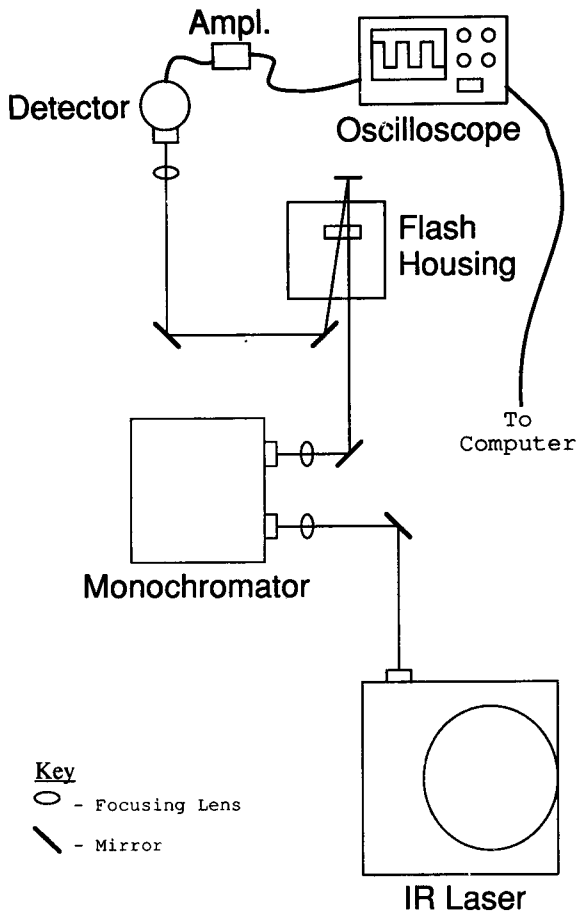 Ampl.
Detector
Oscilloscope
Flash
Housing
To
Computer
Monochromator
Key
- Focusing Lens
- Mirror
IR Laser